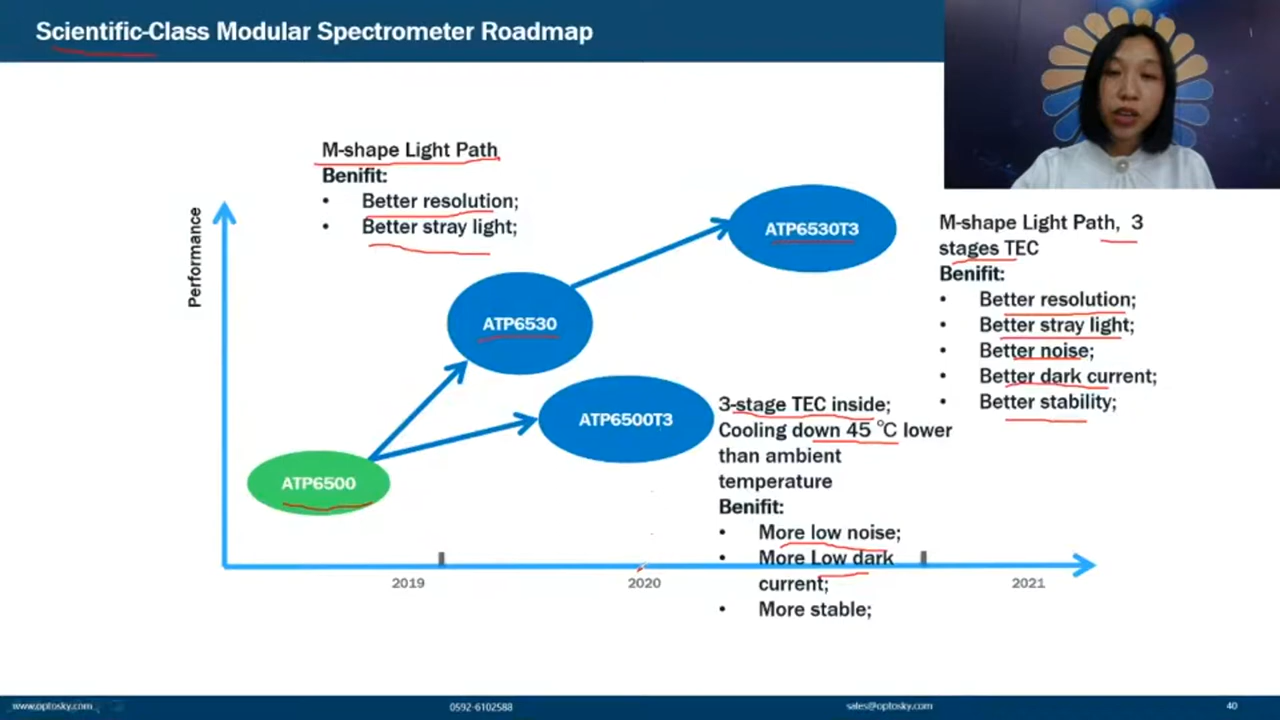 Scientific-Class Modular Spectrometer Roadmap
M-shape Light Path
Benifit:
• Better resolution;
• Better stray light;
Performance
ATP6530T3
M-shape Light Path, 3
stages TEC
Benifit:
• Better resolution;
• Better stray light;
• Better noise;
• Better dark current;
• Better stability;
ATP6530
ATP6500T3
3-stage TEC inside;
Cooling down 45 ℃ lower
than ambient
temperature
Benifit:
• More low noise;
• More Low dark
current;
• More stable;
ATP6500
2019
2020
2021
www.optosky.com
0592-6102588
sales@optosky.com
40